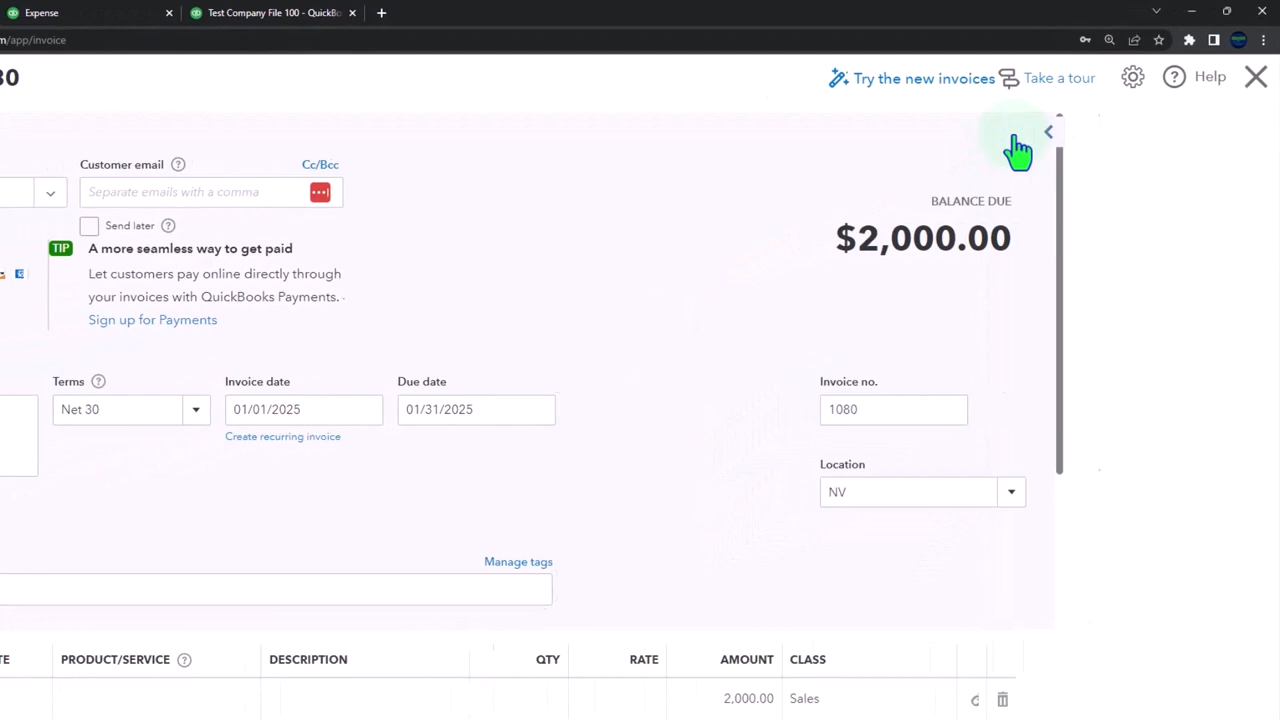 Expense
Test Company File 100 - QuickBo
m/app/invoice
30
Try the new invoices
Take a tour
Help
Customer email
Cc/Bcc
Separate emails with a comma
Send later
BALANCE DUE
$2,000.00
TIP
A more seamless way to get paid
Let customers pay online directly through
your invoices with QuickBooks Payments.
Sign up for Payments
Terms
Invoice date
Due date
Invoice no.
Net 30
01/01/2025
01/31/2025
1080
Create recurring invoice
Location
NV
Manage tags
TE
PRODUCT/SERVICE
DESCRIPTION
QTY
RATE
AMOUNT
CLASS
2,000.00
Sales